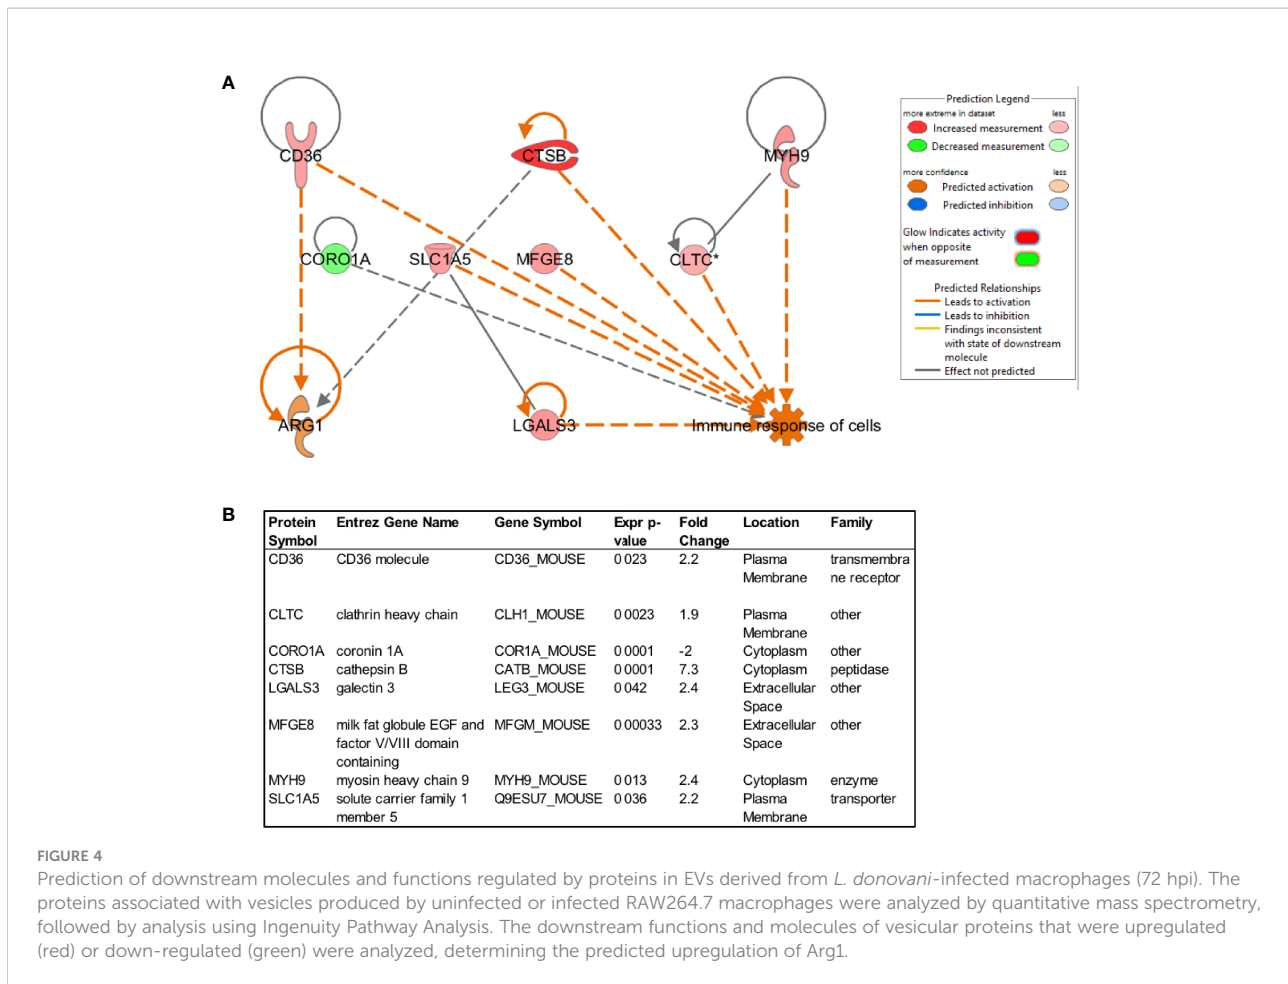 A
CD36
CTSB
MYH9
CORO1A
SLC1A5
MFGE8
CLTC*
ARG1
LGALS3
Immune response of cells
Prediction Legend
more extreme in dataset less
Increased measurement
Decreased measurement
more confidence less
Predicted activation
Predicted inhibition
Glow Indicates activity
when opposite
of measurement
Predicted Relationships
Leads to activation
Leads to inhibition
Findings inconsistent
with state of downstream
molecule
Effect not predicted
B
Protein Entrez Gene Name Gene Symbol Expr p- Fold Location Family
Symbol value Change
CD36 CD36 molecule CD36_MOUSE 0 023 2.2 Plasma transmembra
Membrane ne receptor
CLTC clathrin heavy chain CLH1_MOUSE 0 0023 1.9 Plasma other
Membrane
CORO1A coronin 1A COR1A_MOUSE 0 0001 -2 Cytoplasm other
CTSB cathepsin B CATB_MOUSE 0 0001 7.3 Cytoplasm peptidase
LGALS3 galectin 3 LEG3_MOUSE 0 042 2.4 Extracellular other
Space
MFGE8 milk fat globule EGF and MFGM_MOUSE 0 00033 2.3 Extracellular other
factor V/VIII domain Space
containing
MYH9 myosin heavy chain 9 MYH9_MOUSE 0 013 2.4 Cytoplasm enzyme
SLC1A5 solute carrier family 1 Q9ESU7_MOUSE 0 036 2.2 Plasma transporter
member 5 Membrane
FIGURE 4
Prediction of downstream molecules and functions regulated by proteins in EVs derived from L. donovani-infected macrophages (72 hpi). The
proteins associated with vesicles produced by uninfected or infected RAW264.7 macrophages were analyzed by quantitative mass spectrometry,
followed by analysis using Ingenuity Pathway Analysis. The downstream functions and molecules of vesicular proteins that were upregulated
(red) or down-regulated (green) were analyzed, determining the predicted upregulation of Arg1.